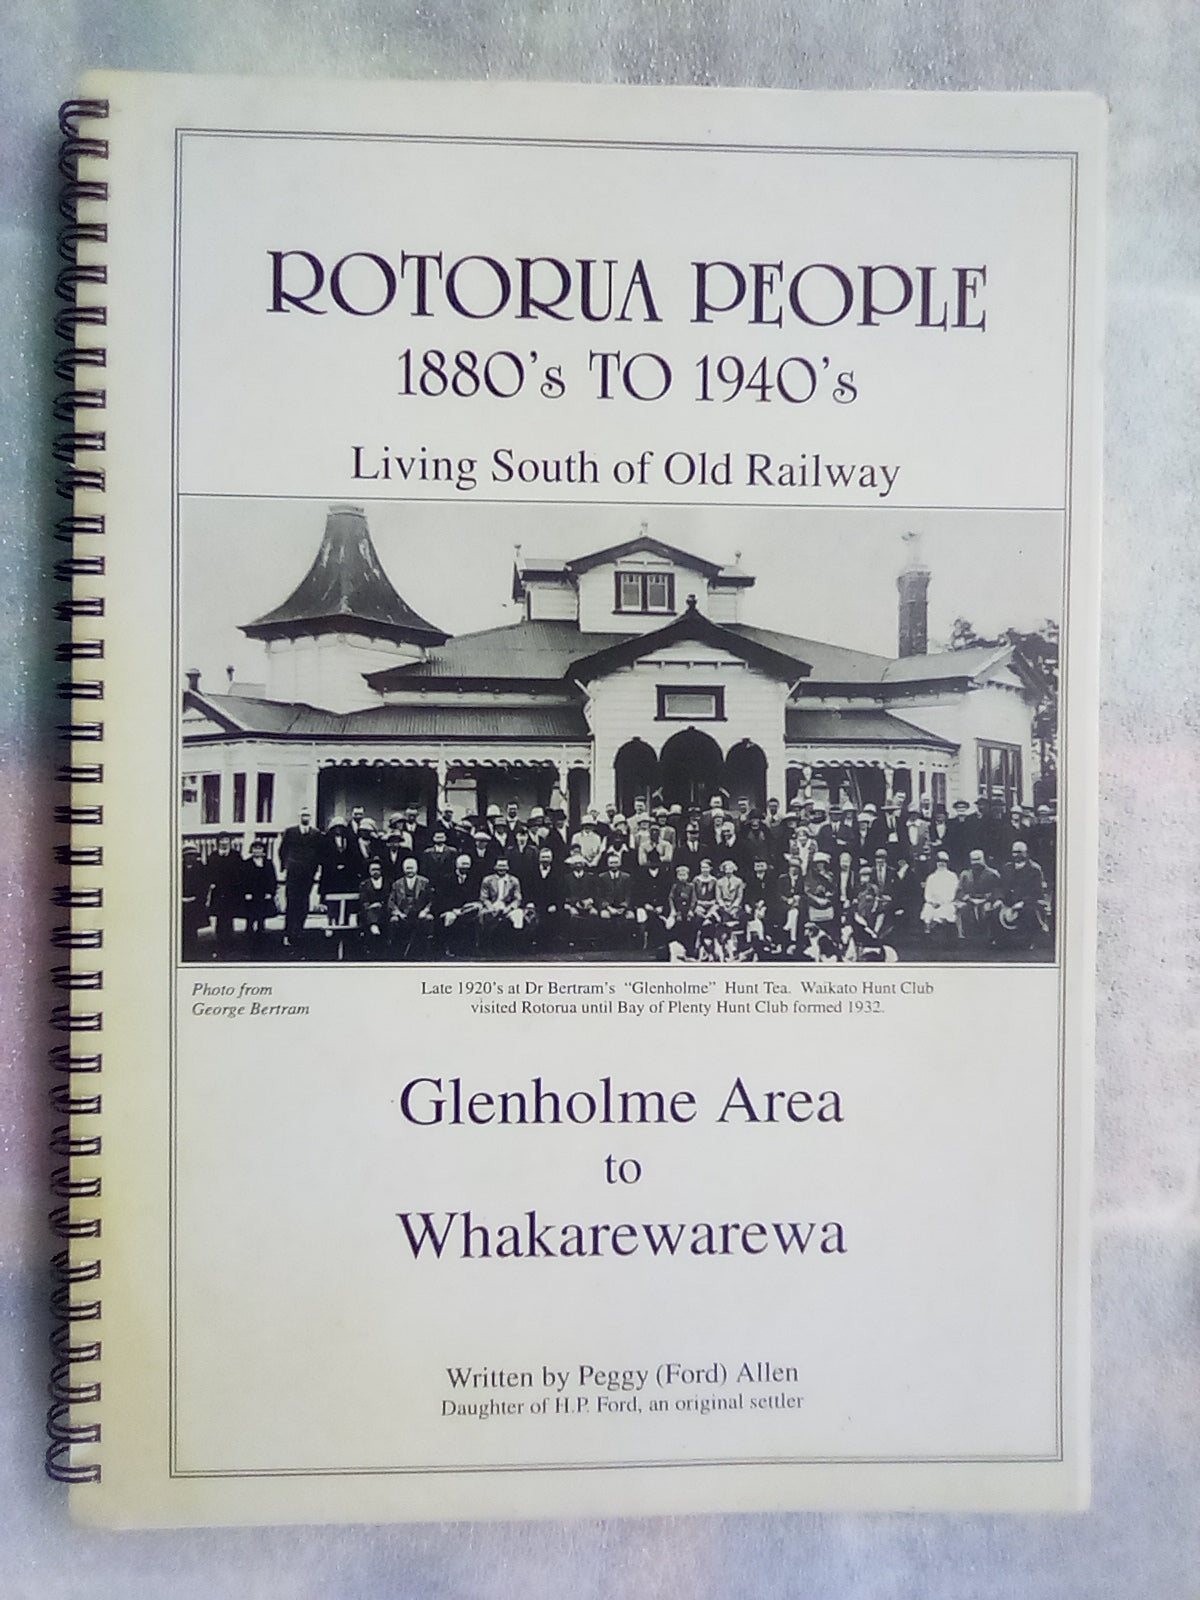 ROTORUA PEOPLE
1880's TO 1940's
Living South of Old Railway
Photo from
George Bertram
Late 1920's at Dr Bertram's "Glenholme" Hunt Tea. Waikato Hunt Club
visited Rotorua until Bay of Plenty Hunt Club formed 1932.
Glenholme Area
to
Whakarewarewa
Written by Peggy (Ford) Allen
Daughter of H.P. Ford, an original settler